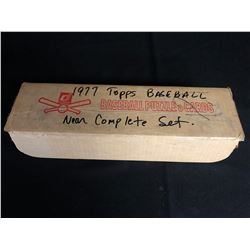 1977 Topps BASEBALL
BASEBALL PUZZLE & CARDS
Near Complete Set.